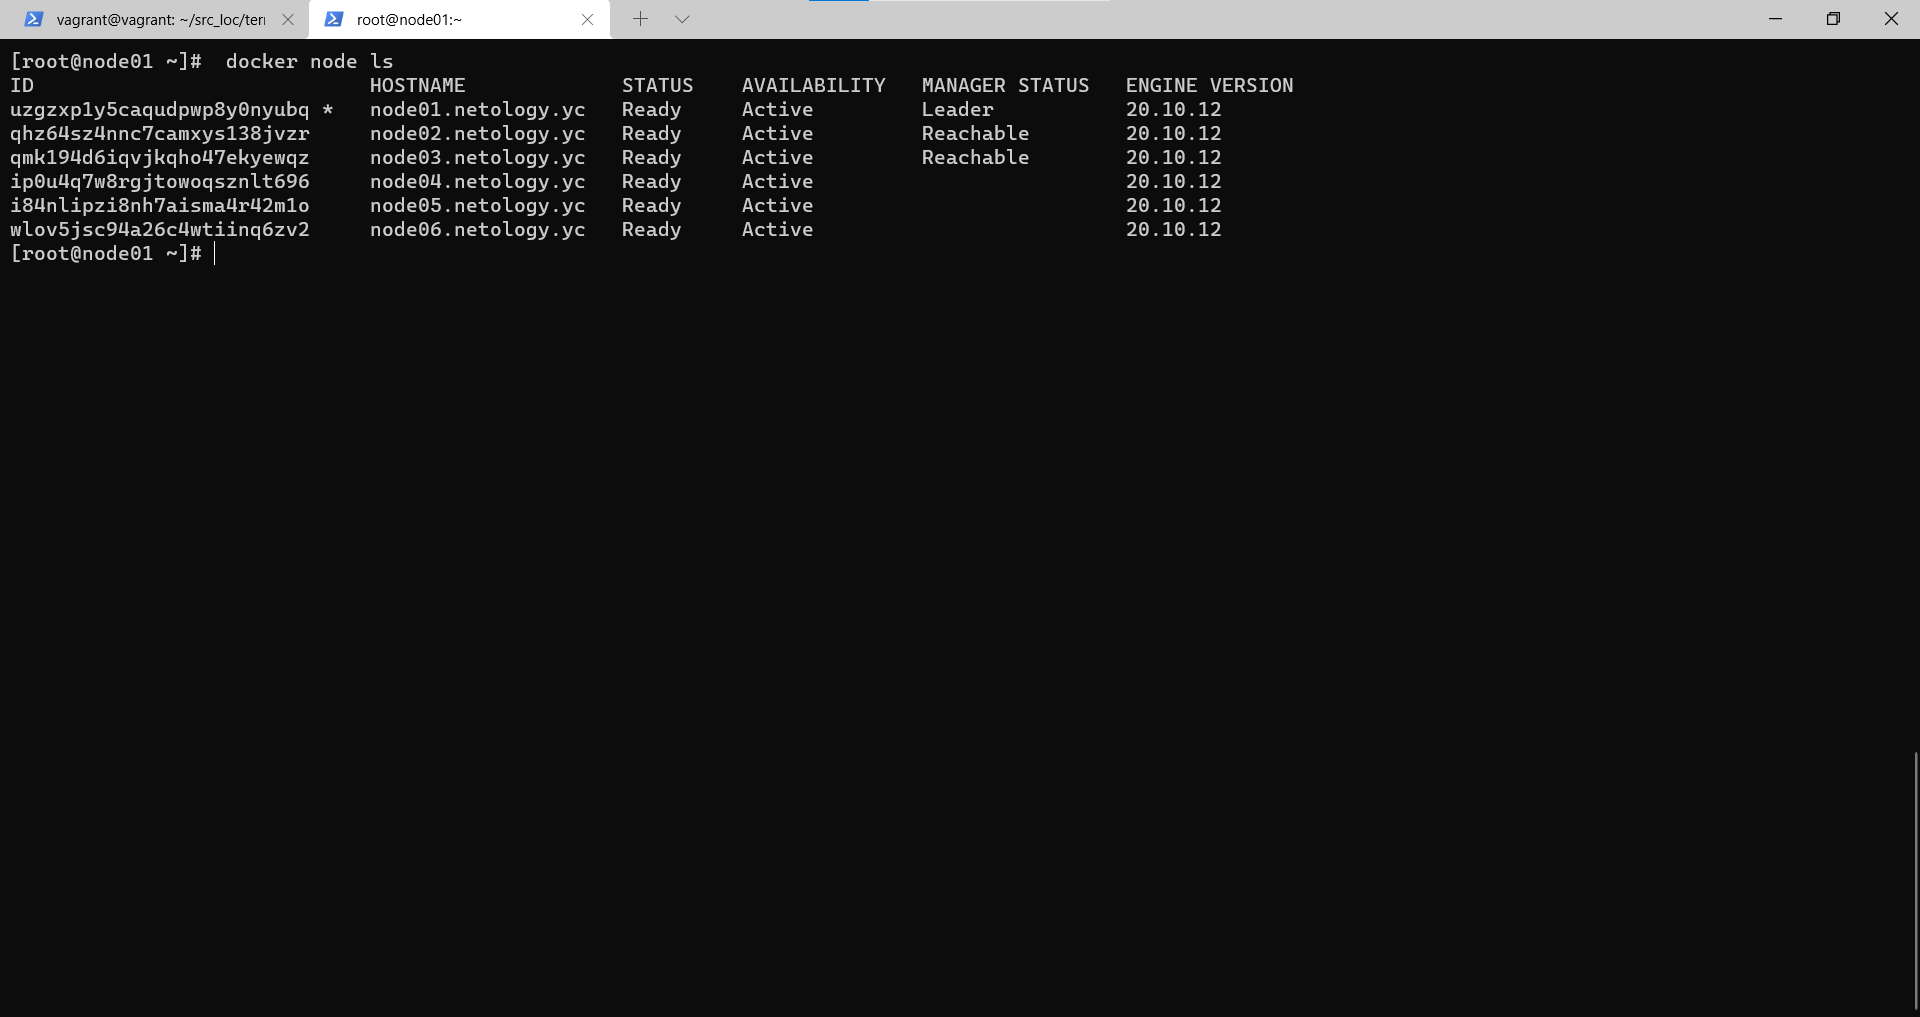 vagrant@vagrant: ~/src_loc/terr
root@node01:~
[root@node01 ~]#  docker node ls
ID                            HOSTNAME             STATUS    AVAILABILITY   MANAGER STATUS   ENGINE VERSION
uzgzxp1y5caqudpwp8y0nyubq *   node01.netology.yc   Ready     Active         Leader           20.10.12
qhz64sz4nnc7camxys138jvzr     node02.netology.yc   Ready     Active         Reachable        20.10.12
qmk194d6iqvjkqho47ekyewqz     node03.netology.yc   Ready     Active         Reachable        20.10.12
ip0u4q7w8rgjtowoqsznlt696     node04.netology.yc   Ready     Active                          20.10.12
i84nlipzi8nh7aisma4r42m1o     node05.netology.yc   Ready     Active                          20.10.12
wlov5jsc94a26c4wtiinq6zv2     node06.netology.yc   Ready     Active                          20.10.12
[root@node01 ~]#